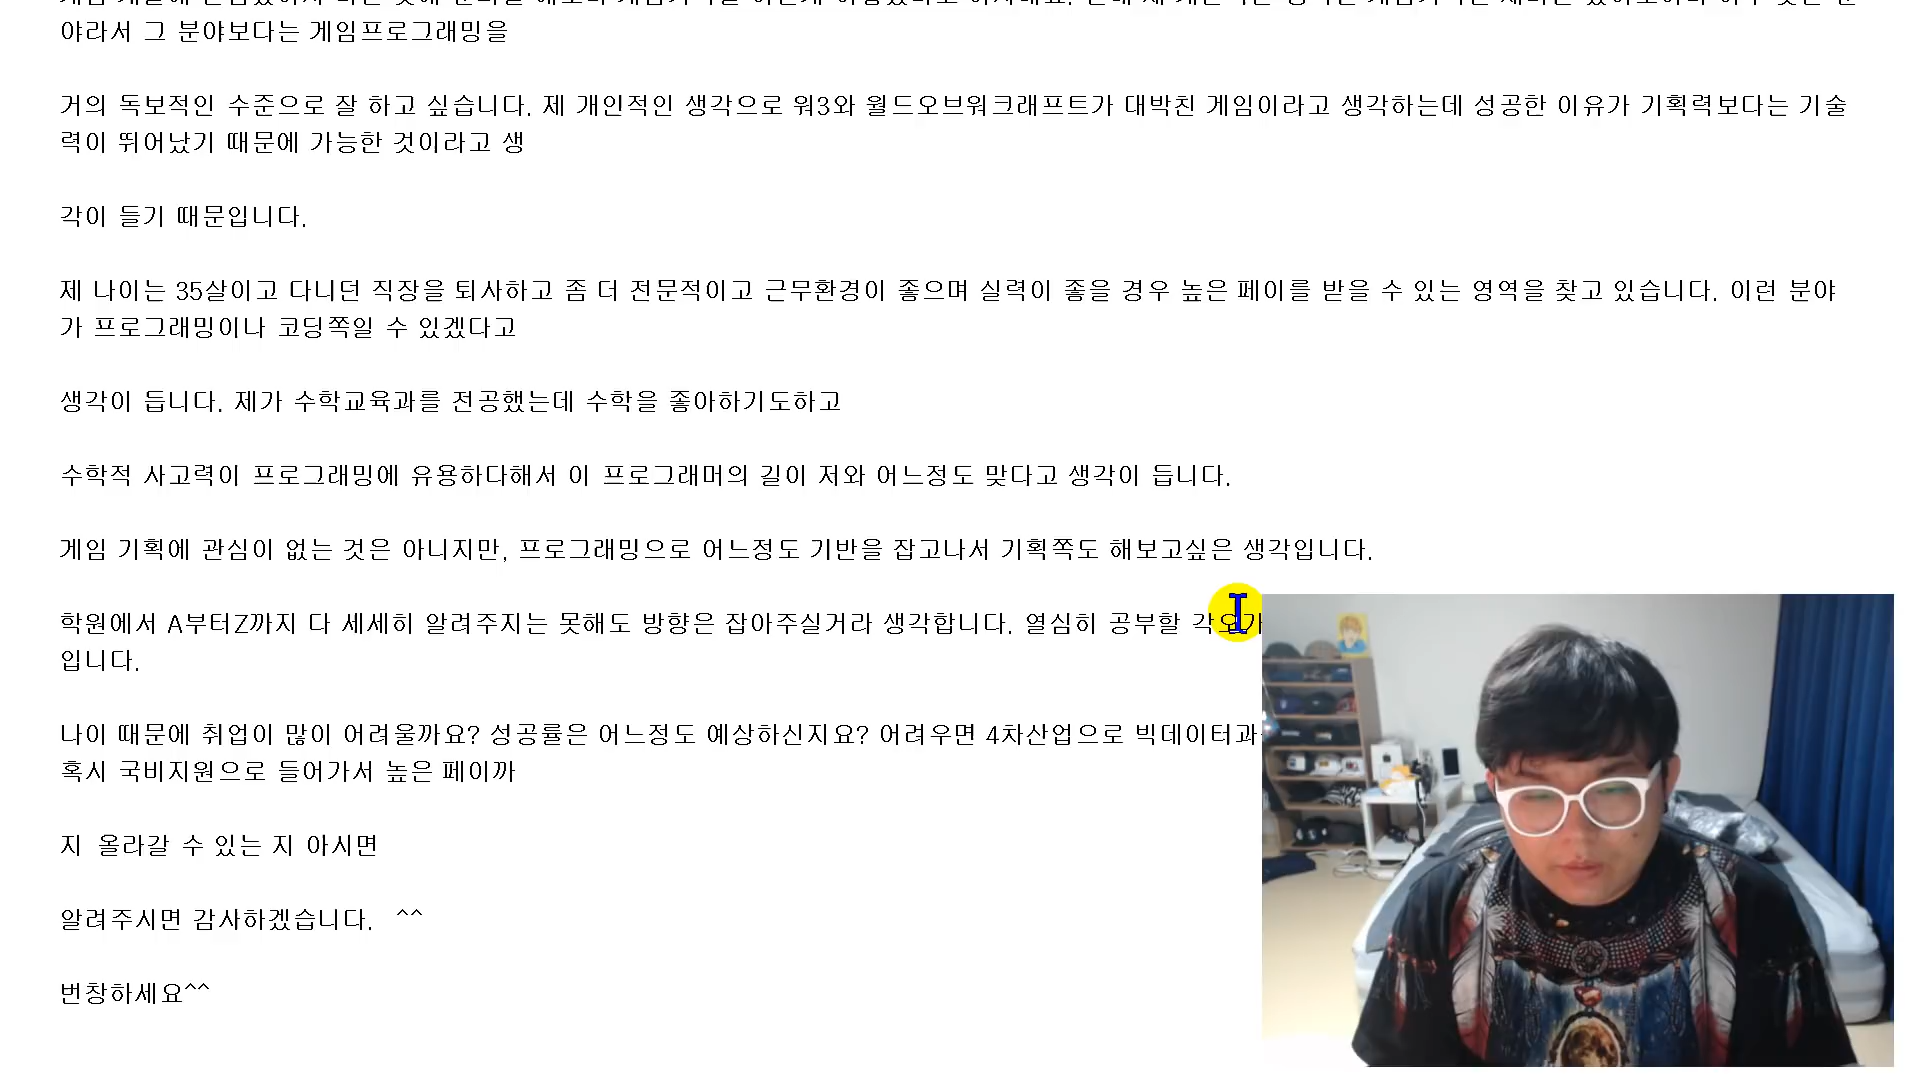 야라서 그 분야보다는 게임프로그래밍을
거의 독보적인 수준으로 잘 하고 싶습니다. 제 개인적인 생각으로 워3와 월드오브워크래프트가 대박친 게임이라고 생각하는데 성공한 이유가 기획력보다는 기술
력이 뛰어났기 때문에 가능한 것이라고 생
각이 들기 때문입니다.
제 나이는 35살이고 다니던 직장을 퇴사하고 좀 더 전문적이고 근무환경이 좋으며 실력이 좋을 경우 높은 페이를 받을 수 있는 영역을 찾고 있습니다. 이런 분야
가 프로그래밍이나 코딩쪽일 수 있겠다고
생각이 듭니다. 제가 수학교육과를 전공했는데 수학을 좋아하기도하고
수학적 사고력이 프로그래밍에 유용하다해서 이 프로그래머의 길이 저와 어느정도 맞다고 생각이 듭니다.
게임 기획에 관심이 없는 것은 아니지만, 프로그래밍으로 어느정도 기반을 잡고나서 기획쪽도 해보고싶은 생각입니다.
학원에서 A부터Z까지 다 세세히 알려주지는 못해도 방향은 잡아주실거라 생각합니다. 열심히 공부할
입니다.
나이 때문에 취업이 많이 어려울까요? 성공률은 어느정도 예상하신지요? 어려우면 4차산업으로 빅데이터과
혹시 국비지원으로 들어가서 높은 페이까
지 올라갈 수 있는 지 아시면
알려주시면 감사하겠습니다. ^^
번창하세요^^